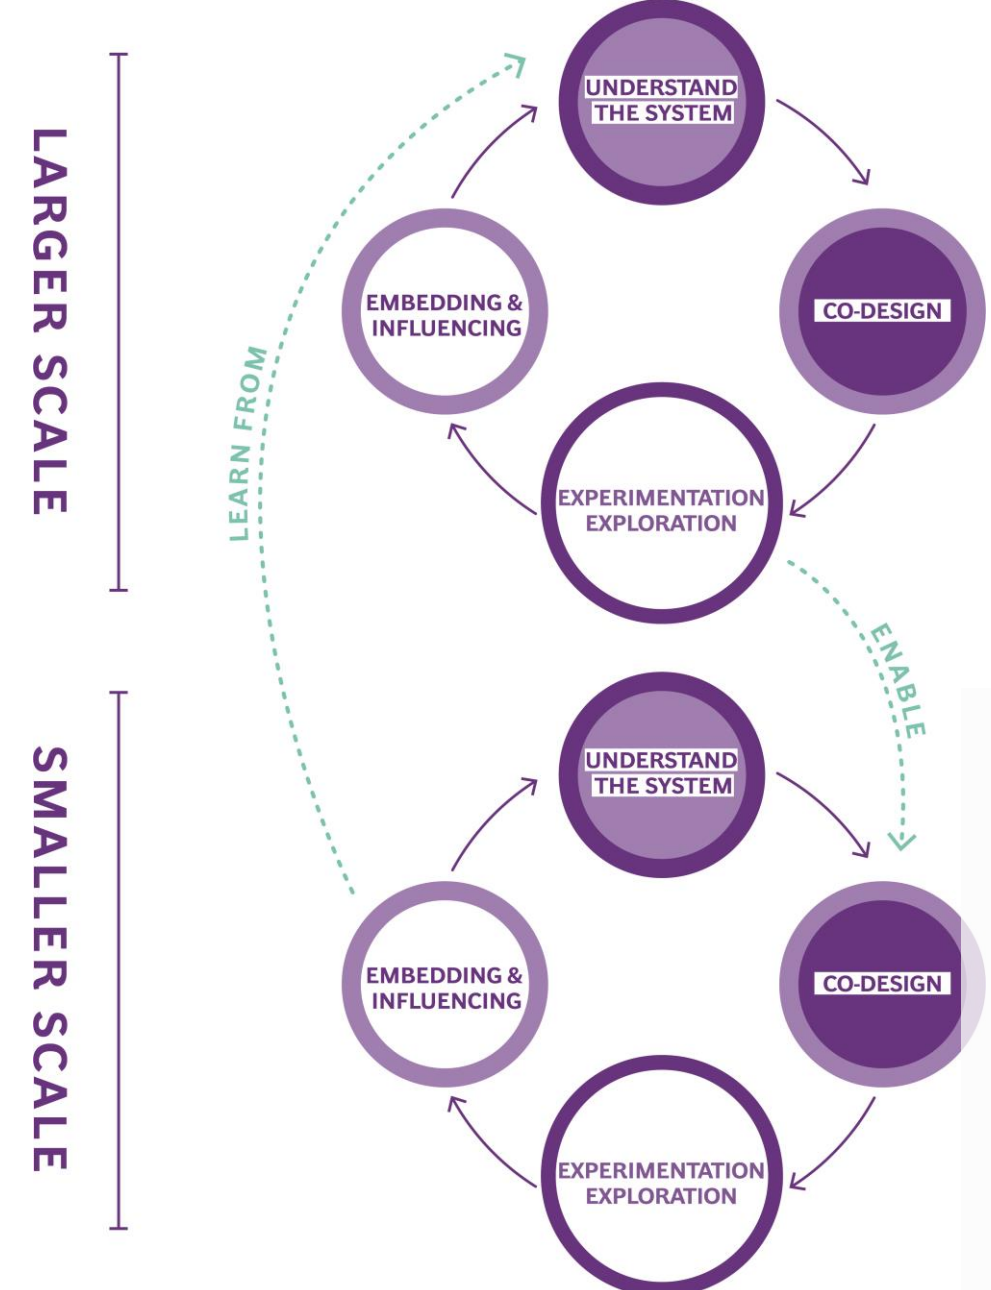 LARGER SCALE
UNDERSTAND
THE SYSTEM
EMBEDDING &
INFLUENCING
CO-DESIGN
LEARN FROM
EXPERIMENTATION
EXPLORATION
ENABLE
SMALLER SCALE
UNDERSTAND
THE SYSTEM
EMBEDDING &
INFLUENCING
CO-DESIGN
EXPERIMENTATION
EXPLORATION